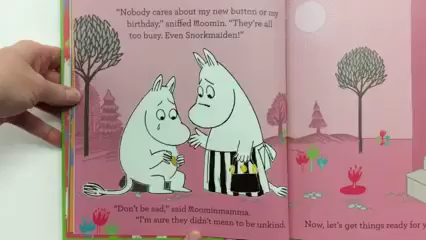 "Nobody cares about my new button or my
birthday," sniffed Moomin. "They're all
too busy. Even Snorkmaiden!"
"Don't be sad," said Moominmamma.
"I'm sure they didn't mean to be unkind.
Now, let's get things ready for y